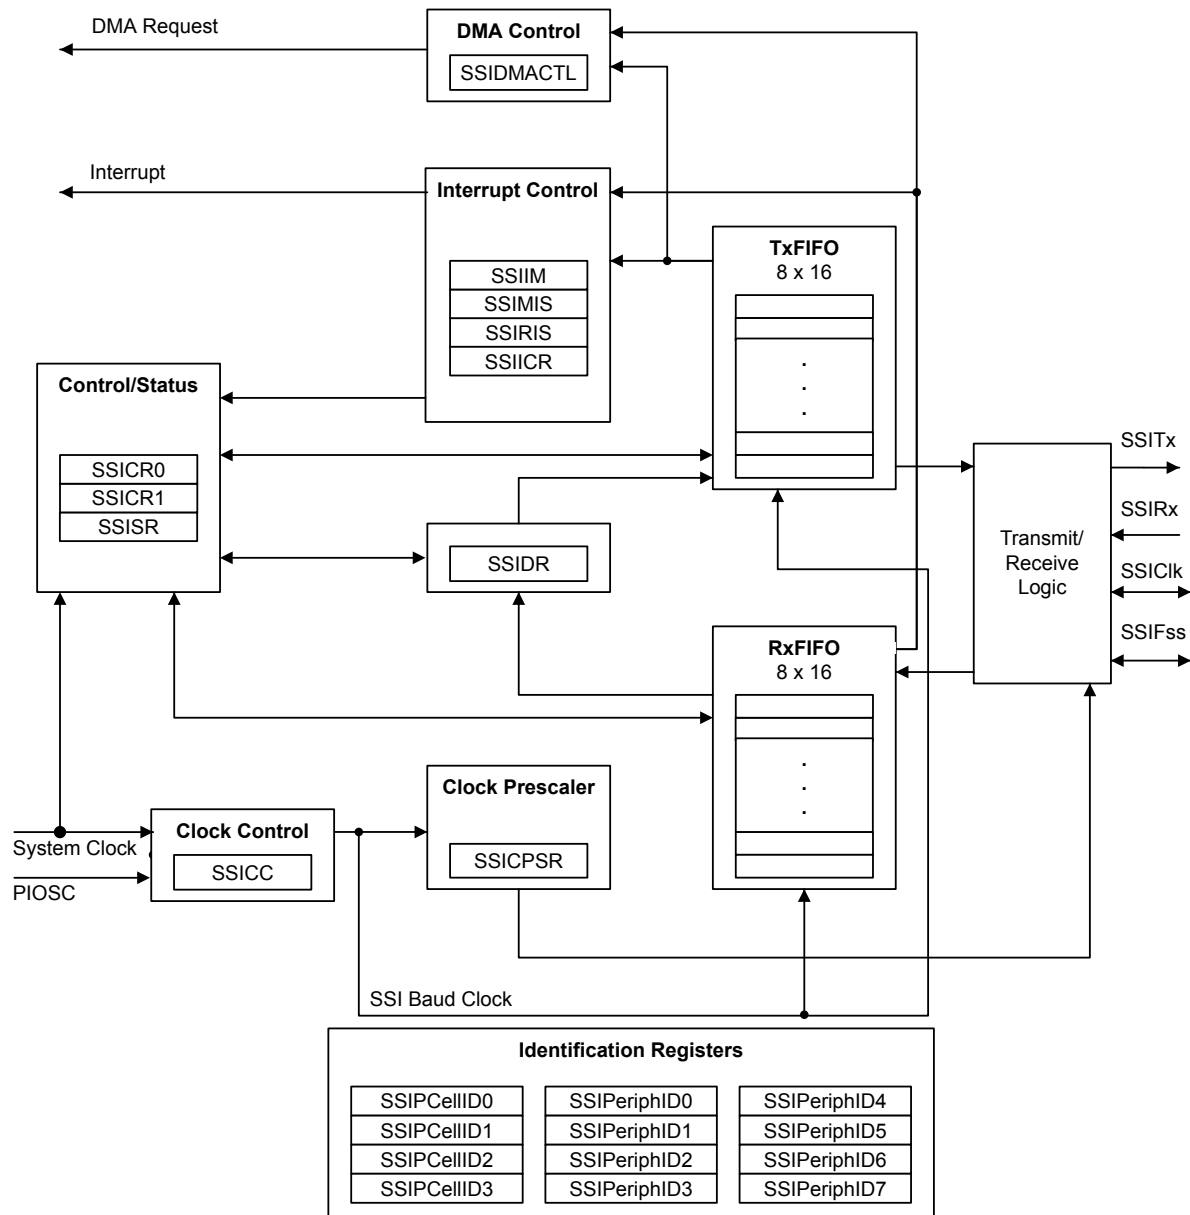 DMA Request
DMA Control
SSIDMACTL
Interrupt
Interrupt Control
SSIIM
SSIMIS
SSIRIS
SSIICR
TxFIFO
8 x 16
.
.
.
Control/Status
SSICR0
SSICR1
SSISR
SSIDR
Transmit/
Receive
Logic
SSITx
SSIRx
SSIClk
SSIFss
RxFIFO
8 x 16
.
.
.
Clock Prescaler
SSICPSR
Clock Control
SSICC
System Clock
PIOSC
SSI Baud Clock
Identification Registers
SSIPCellID0
SSIPCellID1
SSIPCellID2
SSIPCellID3
SSIPeriphID0
SSIPeriphID1
SSIPeriphID2
SSIPeriphID3
SSIPeriphID4
SSIPeriphID5
SSIPeriphID6
SSIPeriphID7